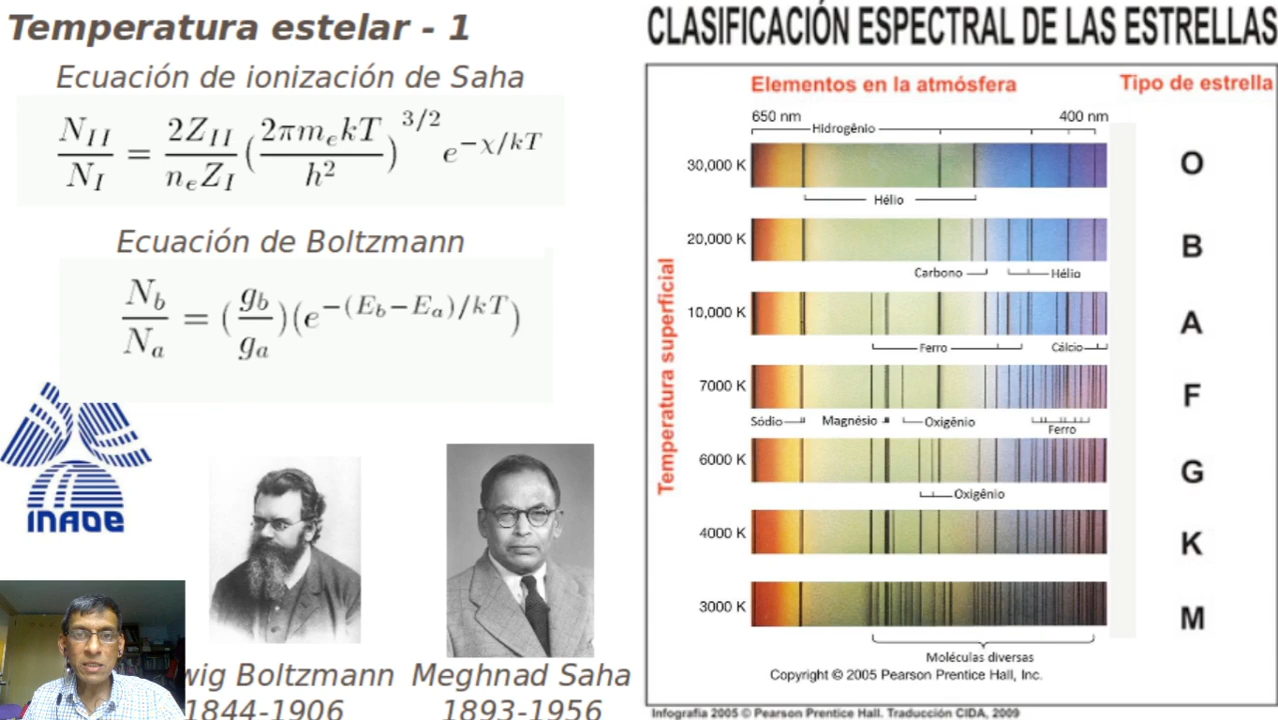 Temperatura estelar - 1
Ecuación de ionización de Saha
N_II / N_I = 2Z_II / n_e Z_I (2πm_e kT / h²)^3/2 e^−χ/kT
Ecuación de Boltzmann
N_b / N_a = (g_b / g_a)(e^−(E_b−E_a)/kT)
INAOE
wig Boltzmann
1844-1906
Meghnad Saha
1893-1956
CLASIFICACIÓN ESPECTRAL DE LAS ESTRELLAS
Elementos en la atmósfera
Tipo de estrella
650 nm
400 nm
Hidrogênio
30,000 K
O
Hélio
20,000 K
B
Carbono
Hélio
10,000 K
A
Ferro
Cálcio
7000 K
F
Sódio
Magnésio
Oxigênio
Ferro
6000 K
G
Oxigênio
4000 K
K
3000 K
M
Moléculas diversas
Temperatura superficial
Copyright © 2005 Pearson Prentice Hall, Inc.
Infografia 2005 © Pearson Prentice Hall. Traducción CIDA, 2009